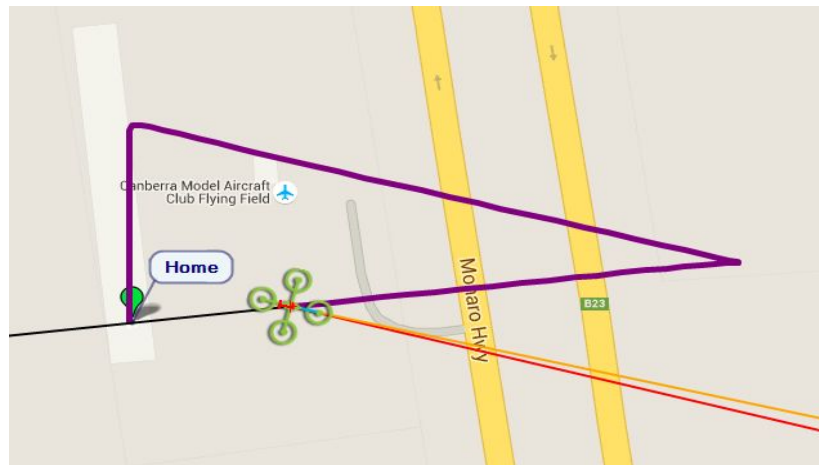 Canberra Model Aircraft
Club Flying Field
Home
Monaro Hwy
B23